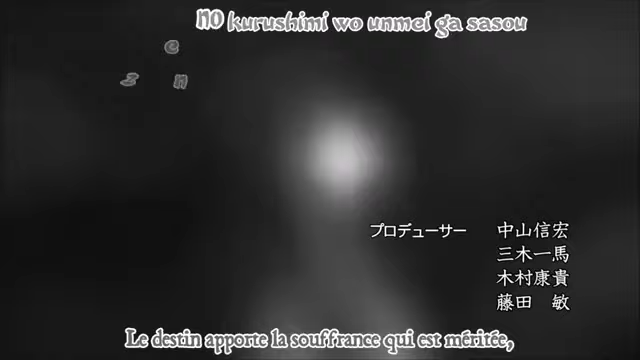 no kurushimi wo unmei ga sasou
e
z n
プロデューサー 中山信宏
三木一馬
木村康貴
藤田 敏
Le destin apporte la souffrance qui est méritée,